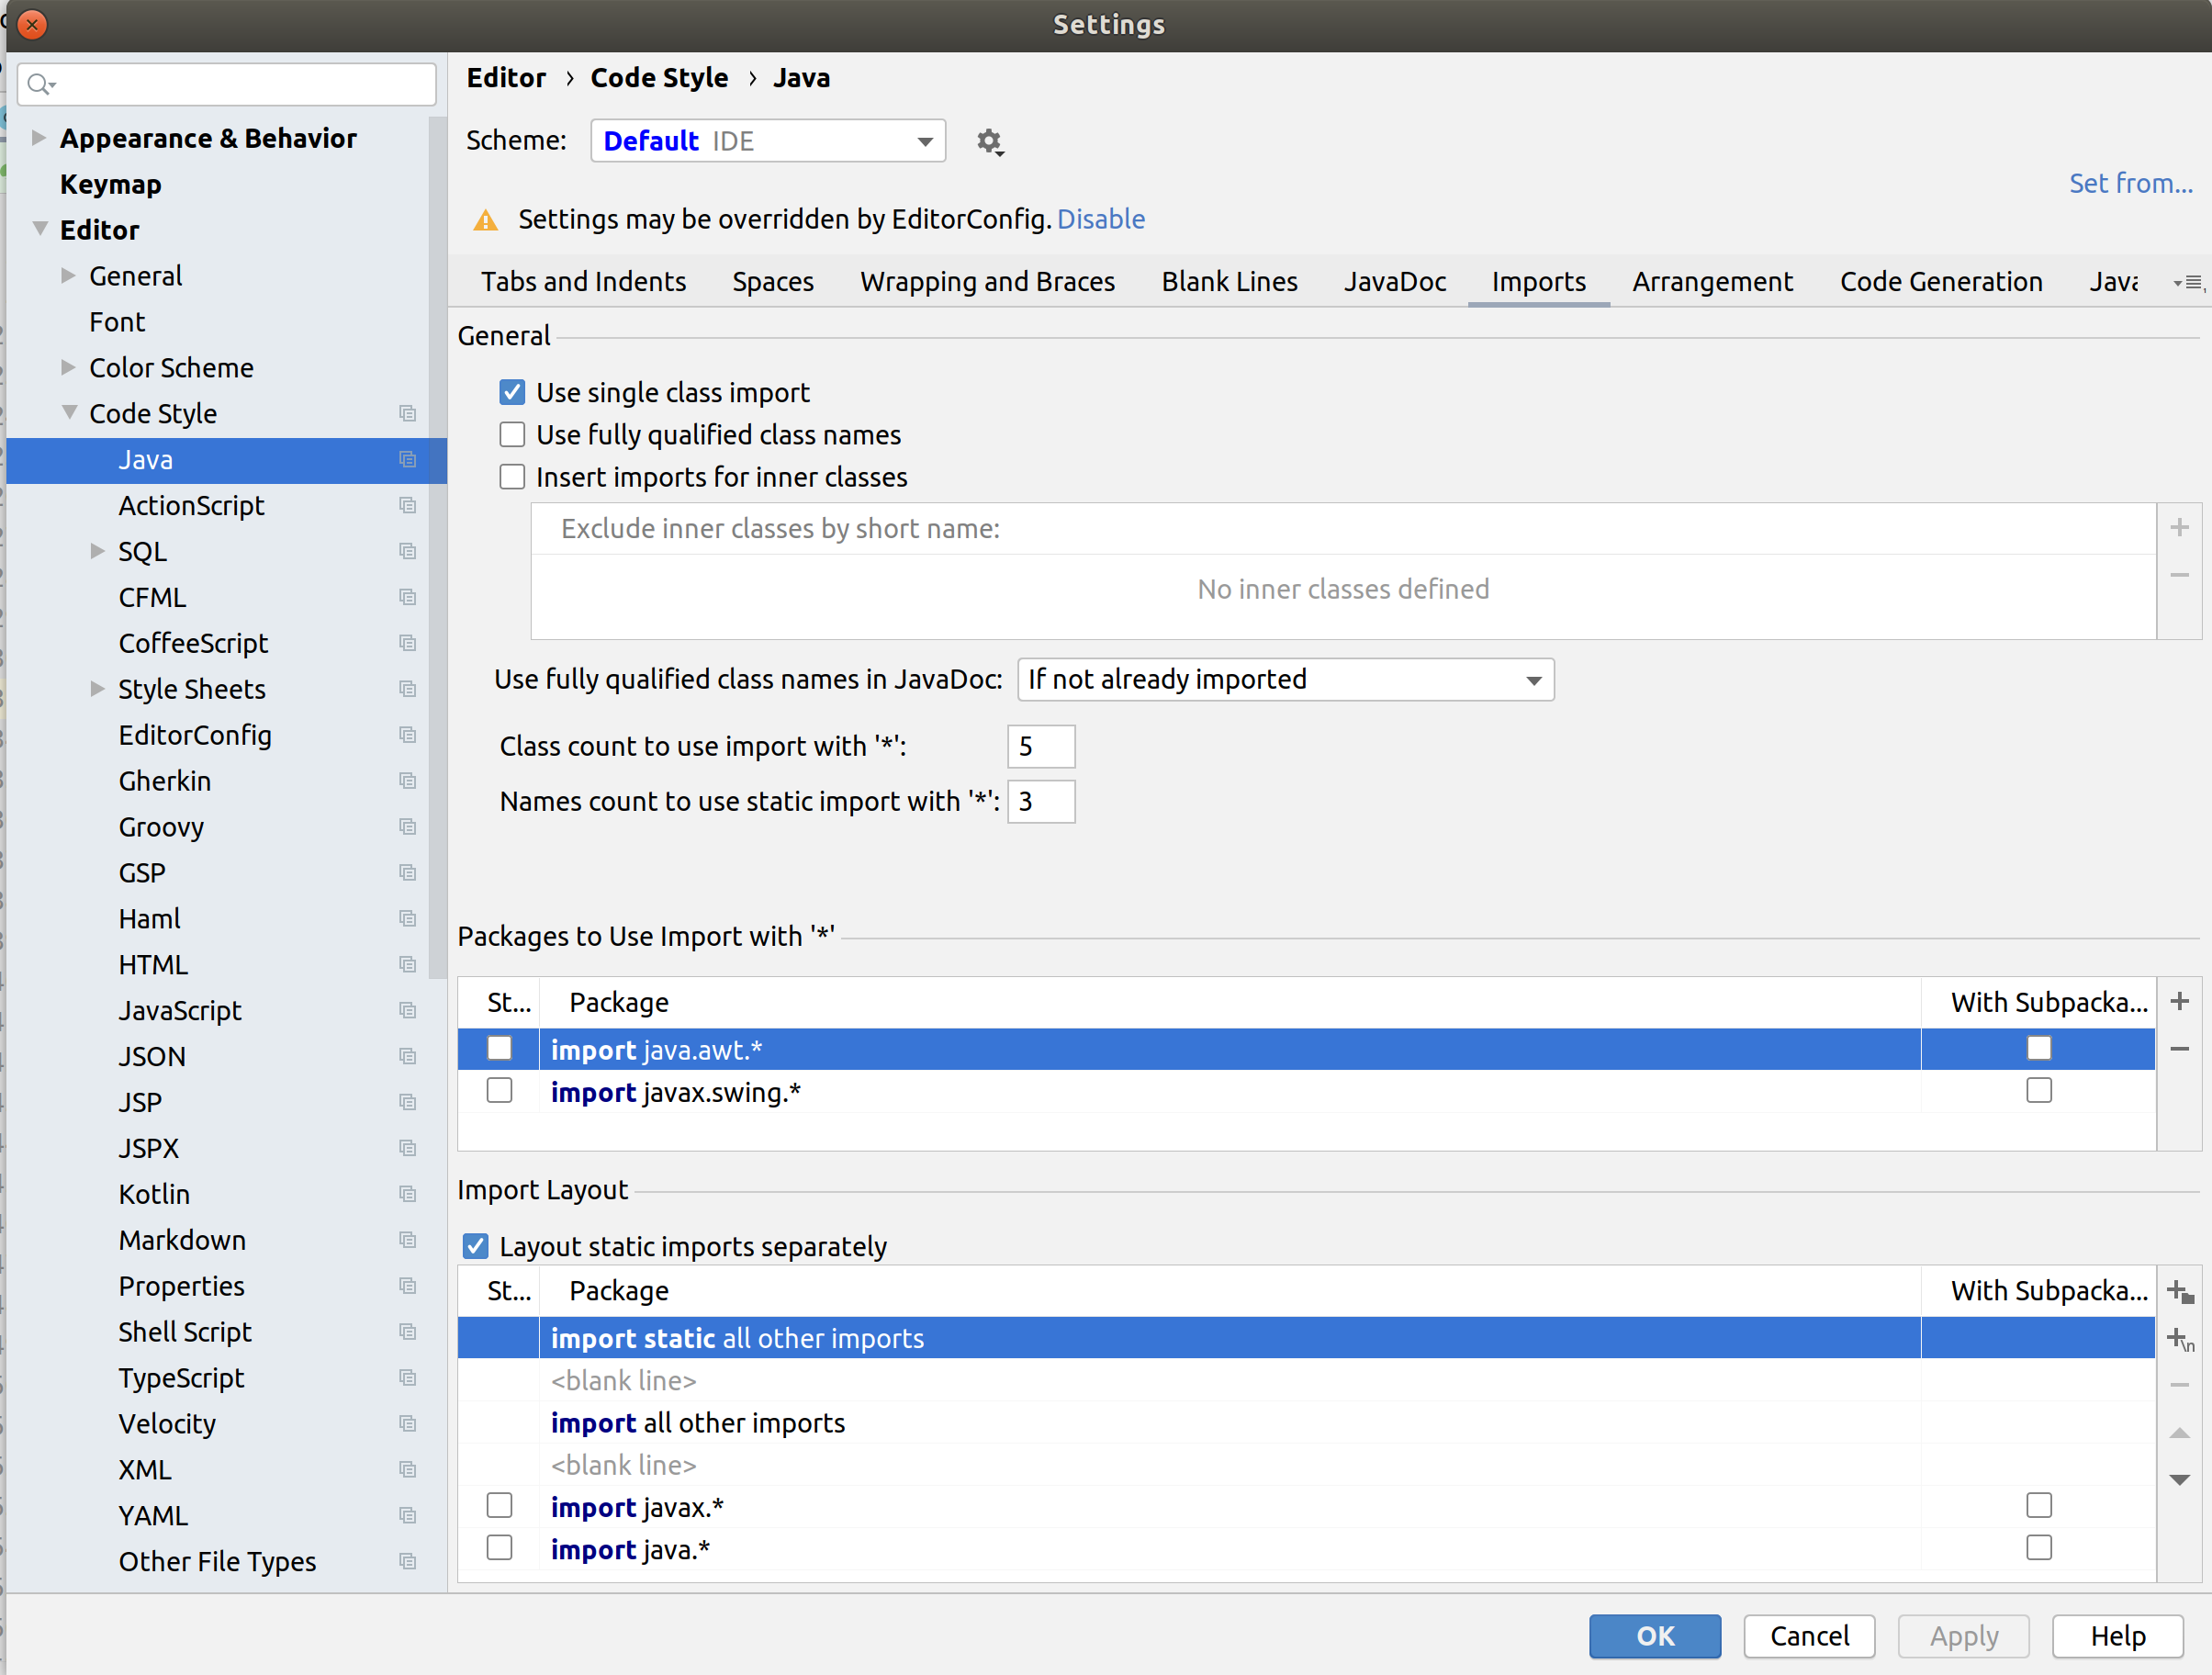 Settings
Appearance & Behavior
Keymap
Editor
General
Font
Color Scheme
Code Style
Java
ActionScript
SQL
CFML
CoffeeScript
Style Sheets
EditorConfig
Gherkin
Groovy
GSP
Haml
HTML
JavaScript
JSON
JSP
JSPX
Kotlin
Markdown
Properties
Shell Script
TypeScript
Velocity
XML
YAML
Other File Types
Editor › Code Style › Java
Scheme: Default IDE
Set from...
Settings may be overridden by EditorConfig. Disable
Tabs and Indents Spaces Wrapping and Braces Blank Lines JavaDoc Imports Arrangement Code Generation Java
General
Use single class import
Use fully qualified class names
Insert imports for inner classes
Exclude inner classes by short name:
No inner classes defined
Use fully qualified class names in JavaDoc: If not already imported
Class count to use import with '*': 5
Names count to use static import with '*': 3
Packages to Use Import with '*'
St... Package With Subpacka...
import java.awt.*
import javax.swing.*
Import Layout
Layout static imports separately
St... Package With Subpacka...
import static all other imports
<blank line>
import all other imports
<blank line>
import javax.*
import java.*
OK Cancel Apply Help